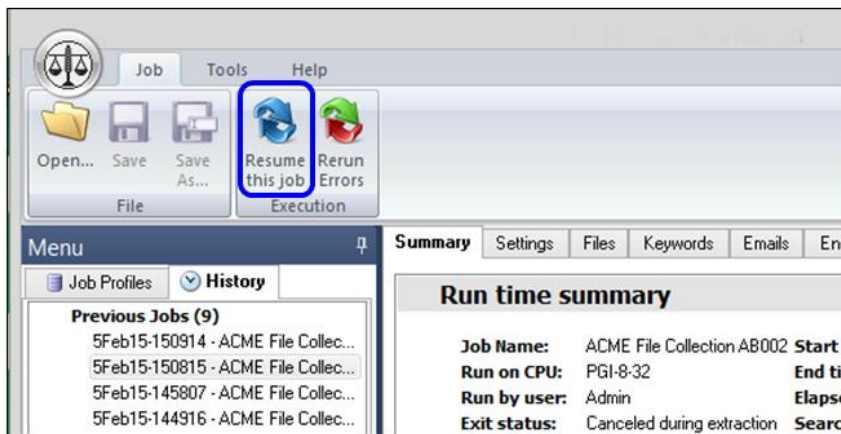 Job Tools Help
Open... Save Save As... Resume this job Rerun Errors
File Execution
Menu
Job Profiles History
Previous Jobs (9)
5Feb15-150914 - ACME File Collec...
5Feb15-150815 - ACME File Collec...
5Feb15-145807 - ACME File Collec...
5Feb15-144916 - ACME File Collec...
Summary Settings Files Keywords Emails En
Run time summary
Job Name: ACME File Collection AB002 Start
Run on CPU: PGI-8-32 End ti
Run by user: Admin Elaps
Exit status: Canceled during extraction Searc